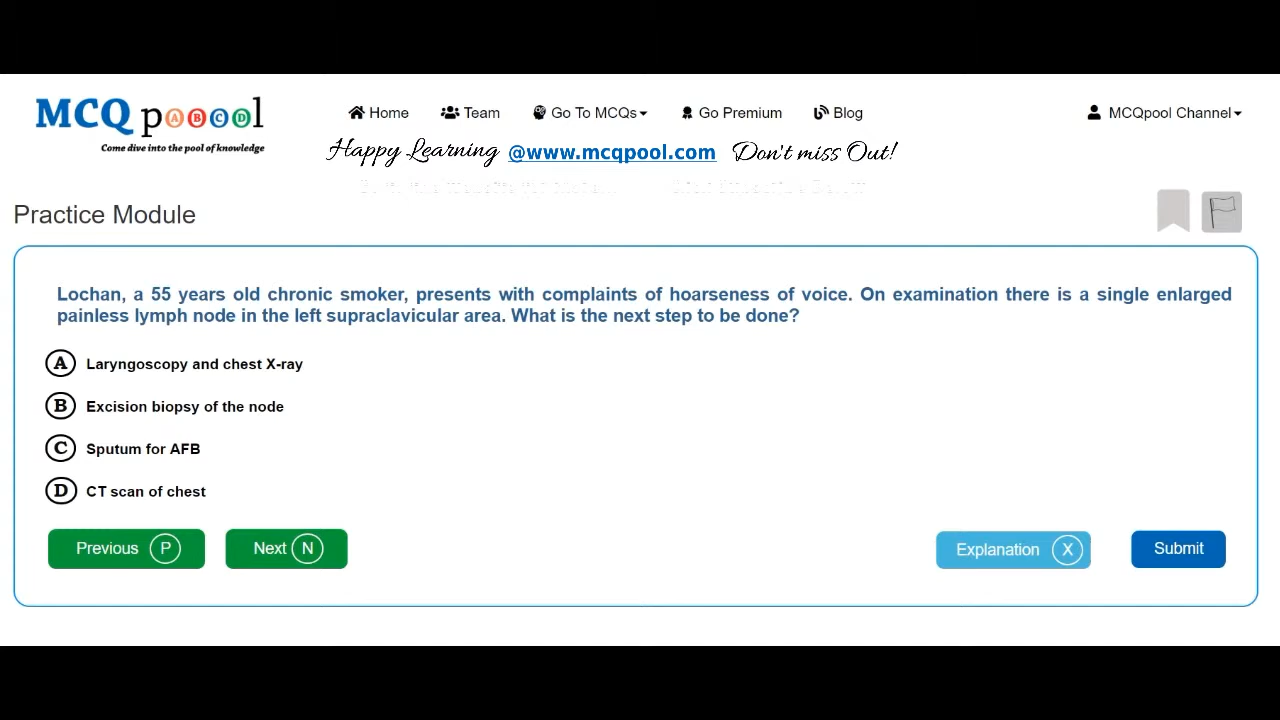 MCQ pooool
Come dive into the pool of knowledge
Home Team Go To MCQs Go Premium Blog MCQpool Channel
Happy Learning @www.mcqpool.com Don't miss Out!
Practice Module
Lochan, a 55 years old chronic smoker, presents with complaints of hoarseness of voice. On examination there is a single enlarged
painless lymph node in the left supraclavicular area. What is the next step to be done?
A Laryngoscopy and chest X-ray
B Excision biopsy of the node
C Sputum for AFB
D CT scan of chest
Previous P Next N Explanation X Submit